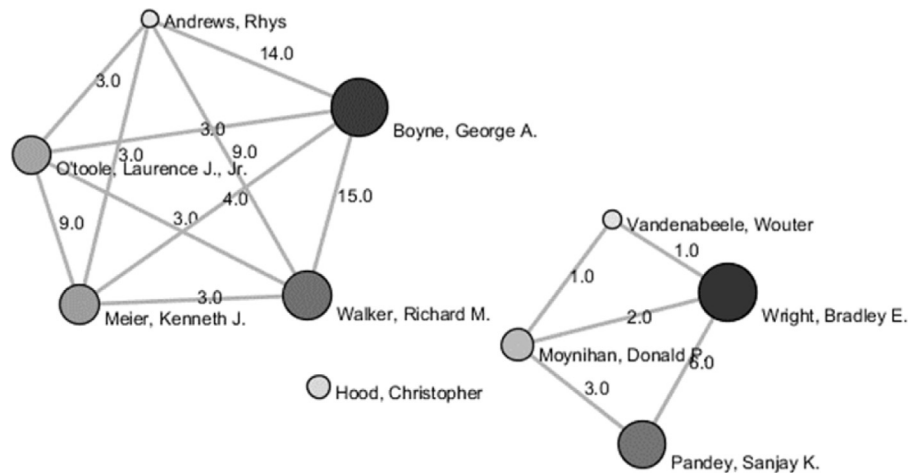 Andrews, Rhys
14.0
3.0
Boyne, George A.
3.0
9.0
3.0
O'toole, Laurence J., Jr.
4.0
15.0
3.0
9.0
Vandenabeele, Wouter
1.0
1.0
3.0
Meier, Kenneth J.
Walker, Richard M.
2.0
Wright, Bradley E.
Moynihan, Donald P.
6.0
3.0
Hood, Christopher
Pandey, Sanjay K.